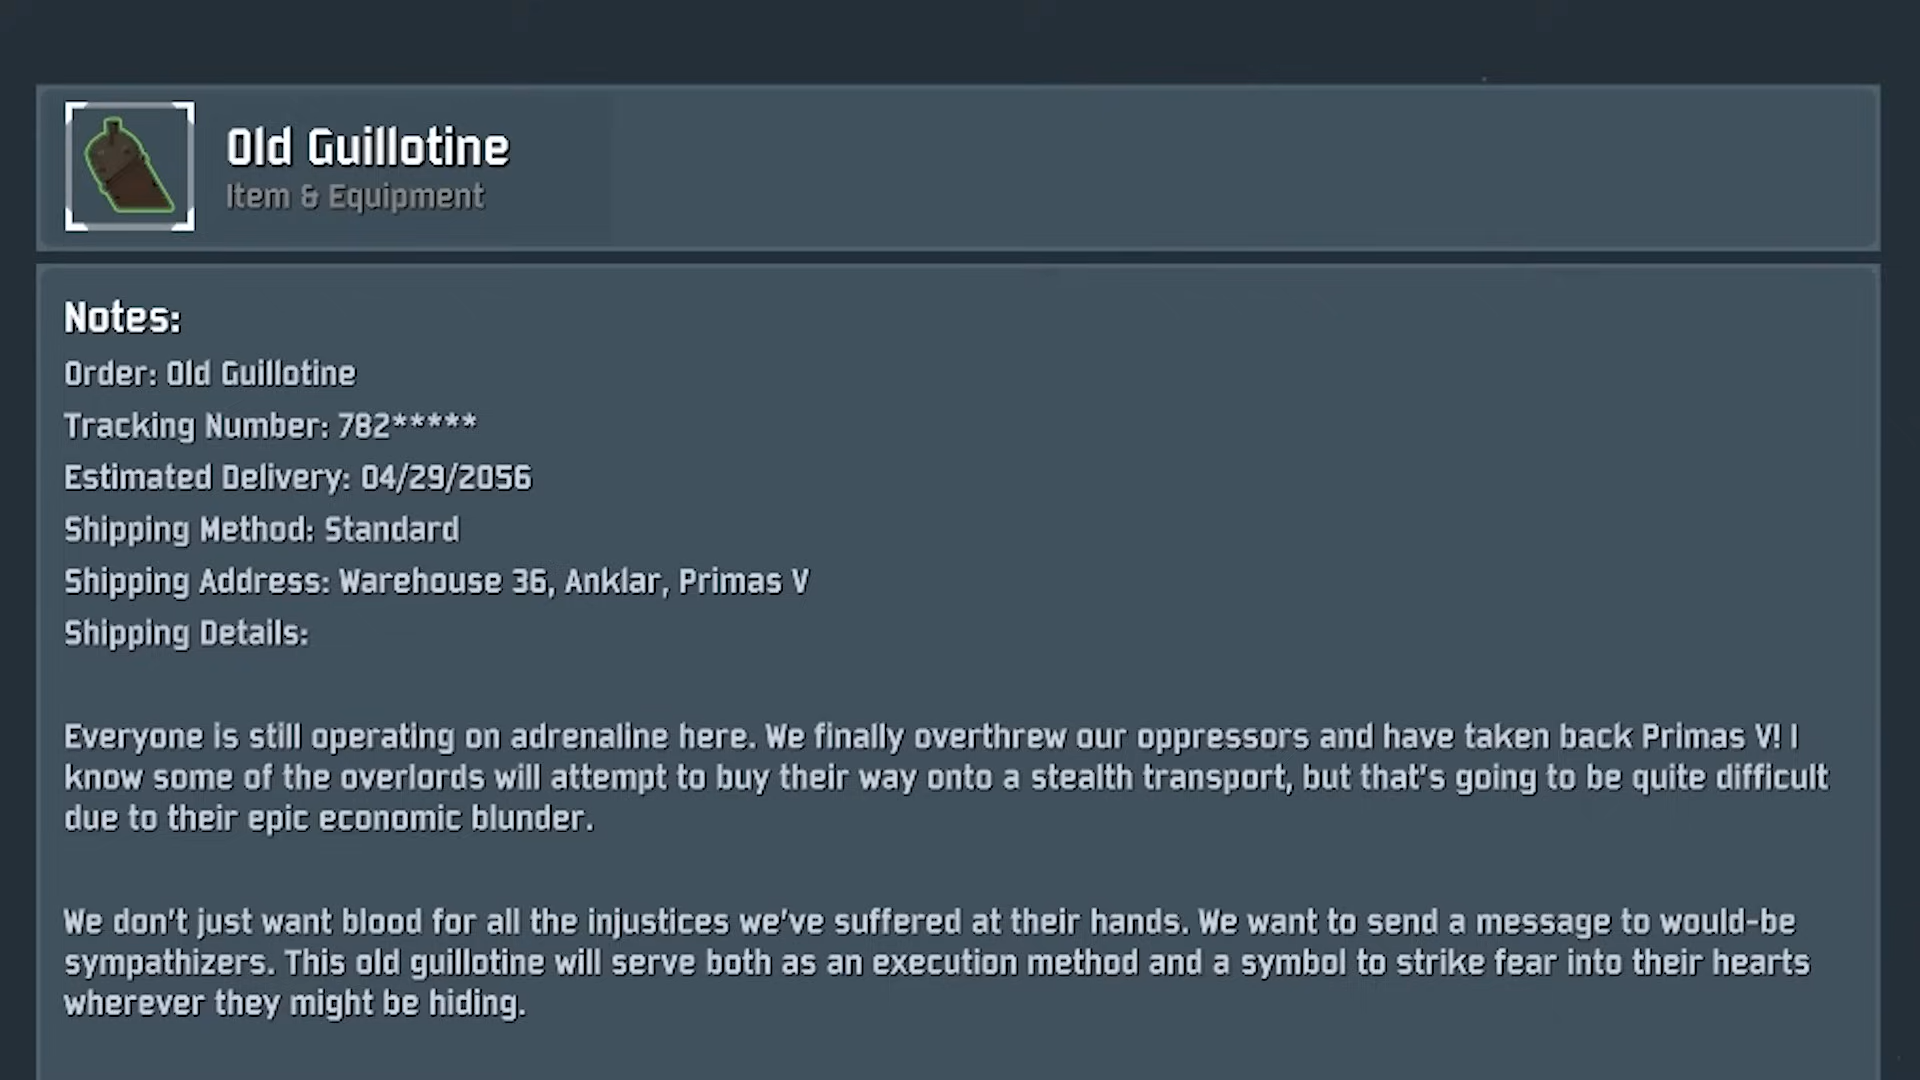 Old Guillotine
Item & Equipment
Notes:
Order: Old Guillotine
Tracking Number: 782*****
Estimated Delivery: 04/29/2056
Shipping Method: Standard
Shipping Address: Warehouse 36, Anklar, Primas V
Shipping Details:
Everyone is still operating on adrenaline here. We finally overthrew our oppressors and have taken back Primas V! I
know some of the overlords will attempt to buy their way onto a stealth transport, but that's going to be quite difficult
due to their epic economic blunder.
We don't just want blood for all the injustices we've suffered at their hands. We want to send a message to would-be
sympathizers. This old guillotine will serve both as an execution method and a symbol to strike fear into their hearts
wherever they might be hiding.